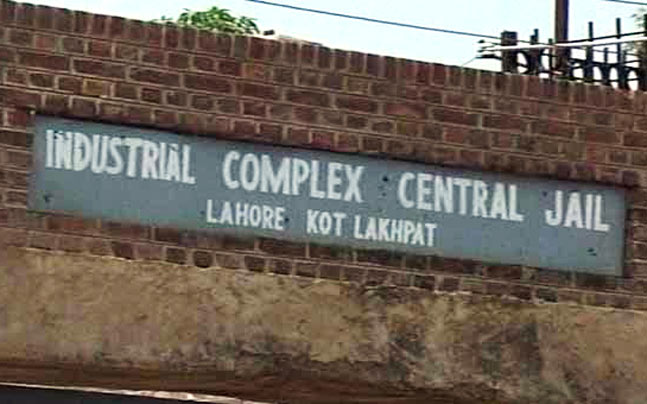 INDUSTRIAL COMPLEX CENTRAL JAIL
LAHORE KOT LAKHPAT